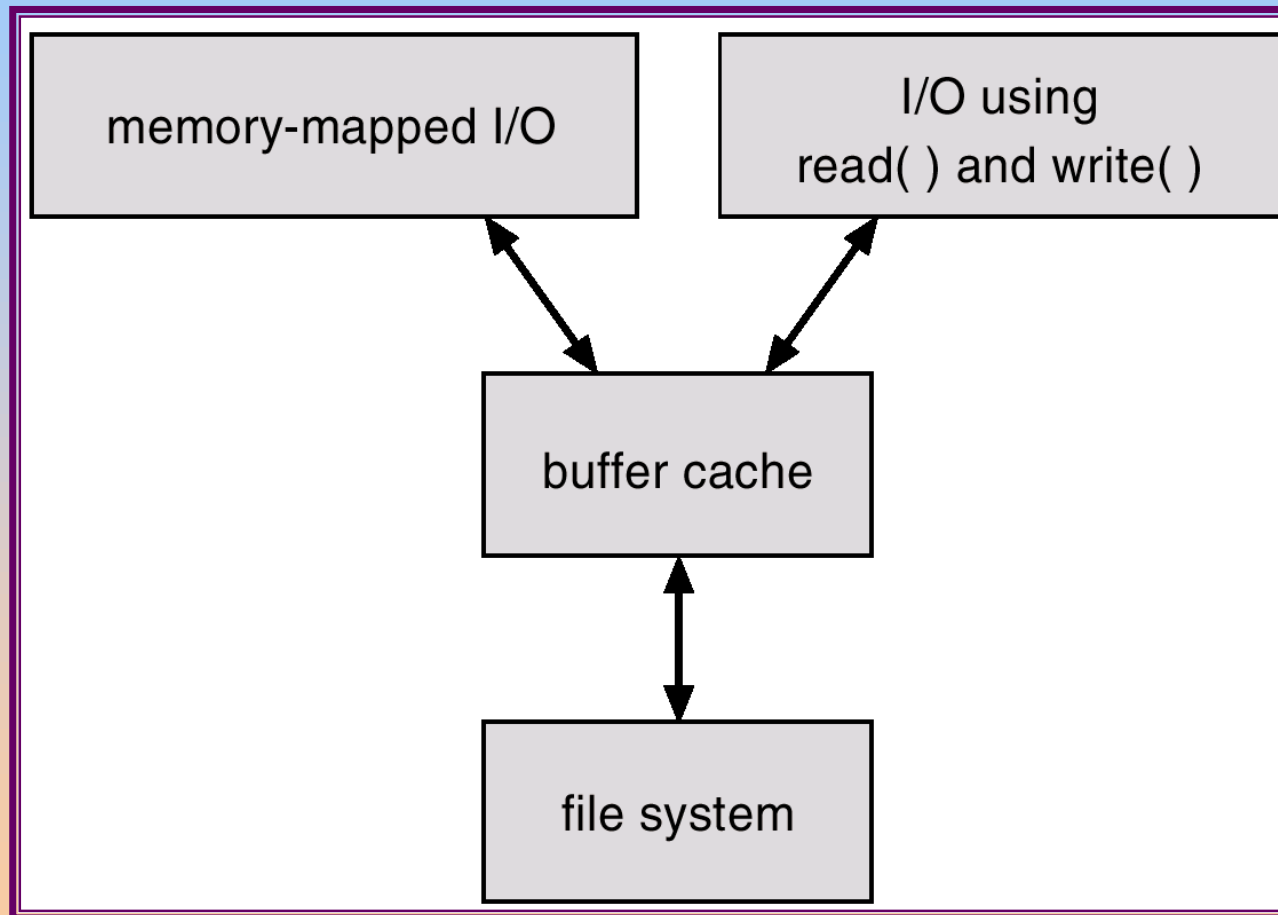 memory-mapped I/O
I/O using
read( ) and write( )
buffer cache
file system